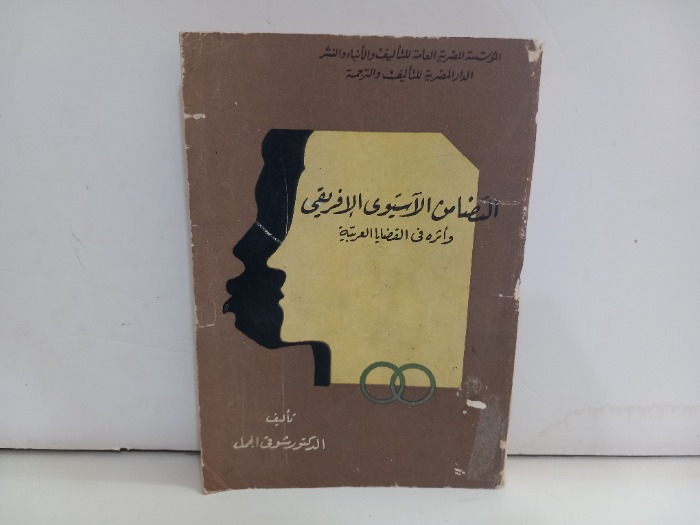 المؤسسة المصرية العامة للتأليف والأنباء والنشر
الدار المصرية للتأليف والترجمة
التضامن الآسيوى الإفريقى
وأثره فى القضايا العربية
تأليف
الدكتور شوقى الجمل